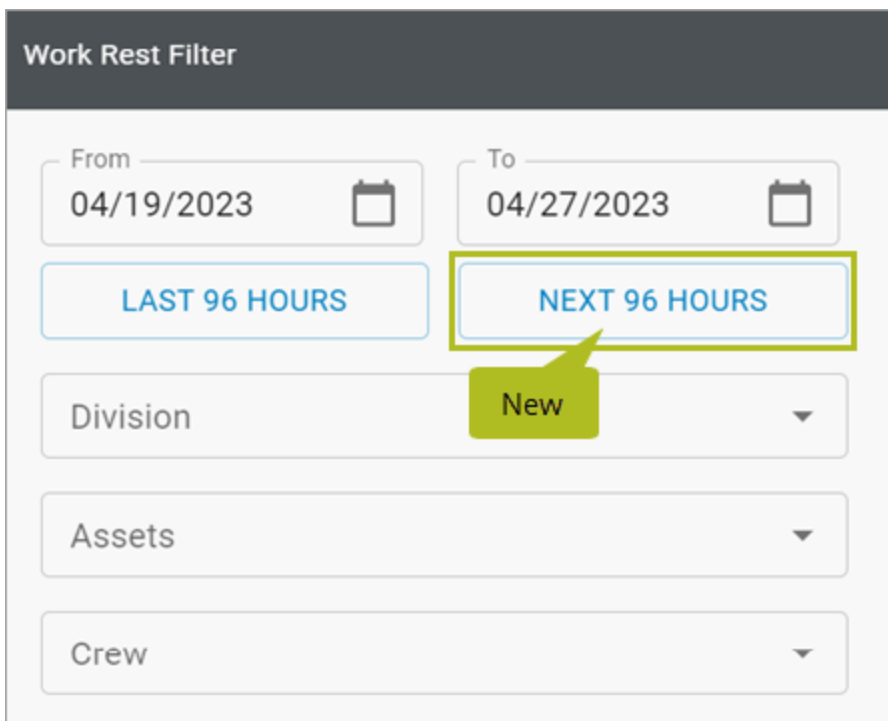 Work Rest Filter
From
To
04/19/2023
04/27/2023
LAST 96 HOURS
NEXT 96 HOURS
New
Division
Assets
Crew